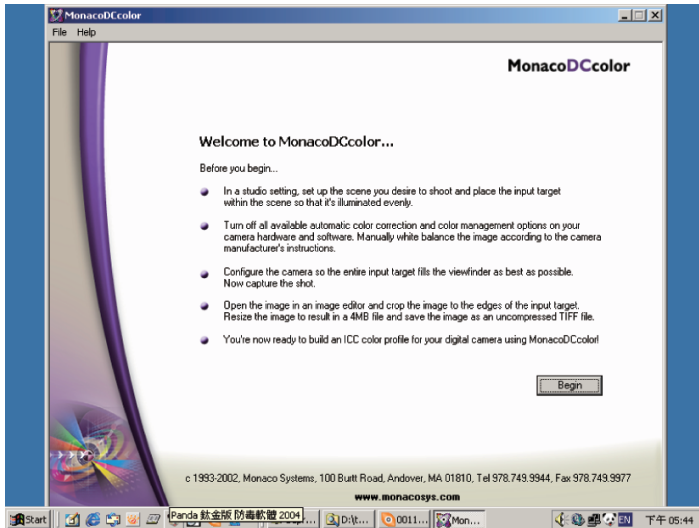 MonacoDCcolor
File Help
MonacoDCcolor
Welcome to MonacoDCcolor...
Before you begin...
In a studio setting, set up the scene you desire to shoot and place the input target
within the scene so that it's illuminated evenly.
Turn off all available automatic color correction and color management options on your
camera hardware and software. Manually white balance the image according to the camera
manufacturer's instructions.
Configure the camera so the entire input target fills the viewfinder as best as possible.
Now capture the shot.
Open the image in an image editor and crop the image to the edges of the input target.
Resize the image to result in a 4MB file and save the image as an uncompressed TIFF file.
You're now ready to build an ICC color profile for your digital camera using MonacoDCcolor!
Begin
c 1993-2002, Monaco Systems, 100 Burtt Road, Andover, MA 01810, Tel 978.749.9944, Fax 978.749.9977
www.monacosys.com
Start Panda 鈦金版 防毒軟體 2004 D:\t... 0011... Mon... EN 下午 05:44